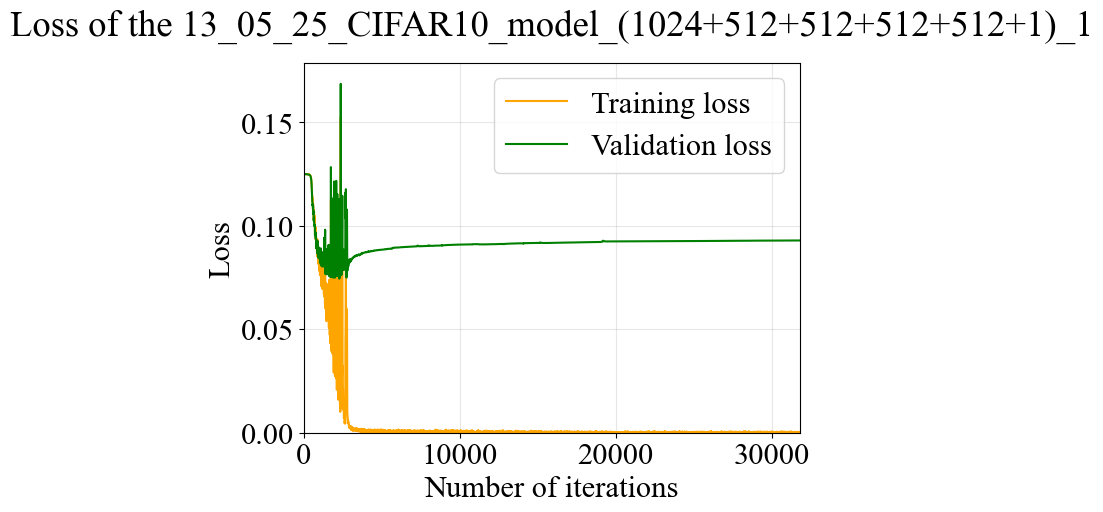 Loss of the 13_05_25_CIFAR10_model_(1024+512+512+512+512+1)_1
Training loss
Validation loss
0.15
0.10
0.05
0.00
Loss
0 10000 20000 30000
Number of iterations